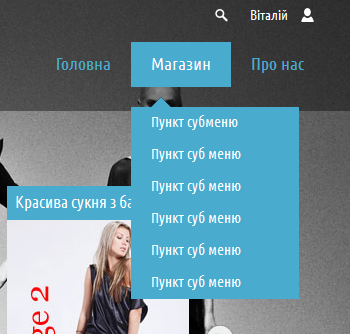 Віталій
Головна Магазин Про нас
Пункт субменю
Пункт суб меню
Пункт суб меню
Красива сукня з ба
Пункт суб меню
Пункт суб меню
Пункт суб меню
ge 2